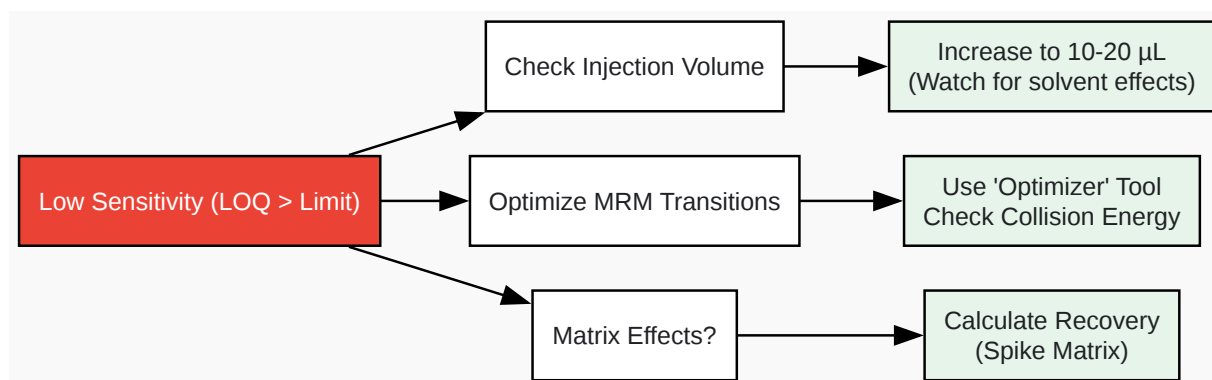 Check Injection Volume
Increase to 10-20 µL
(Watch for solvent effects)
Low Sensitivity (LOQ > Limit)
Optimize MRM Transitions
Use 'Optimizer' Tool
Check Collision Energy
Matrix Effects?
Calculate Recovery
(Spike Matrix)